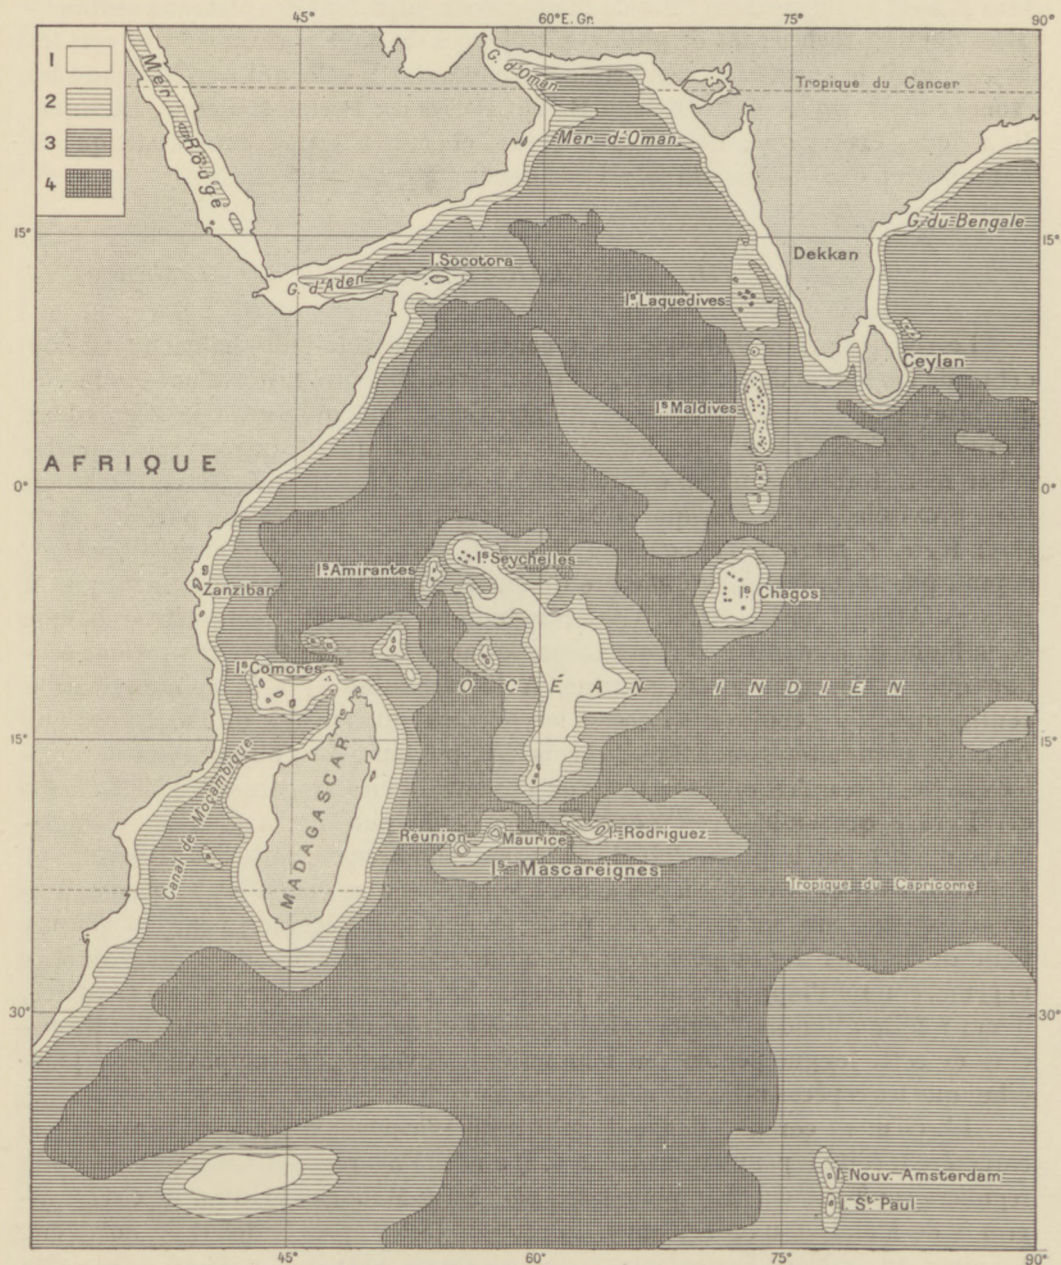 45° 60° E. Gr. 75° 90°
1
2
3
4
Mer Rouge
G. d'Oman
Tropique du Cancer
Mer d'Oman
15° 15°
G. du Bengale
Dekkan
I. Socotora
G. d'Aden
Is. Laquedives
Ceylan
Is Maldives
AFRIQUE
0° 0°
Is. Seychelles
Is. Amirantes
Zanzibar
Is. Chagos
Is. Comores
OCÉAN INDIEN
15° 15°
Canal de Moçambique
MADAGASCAR
Réunion
Maurice
I. Rodriguez
Is. Mascareignes
Tropique du Capricorne
30° 30°
I. Nouv. Amsterdam
I. St. Paul
45° 60° 75° 90°